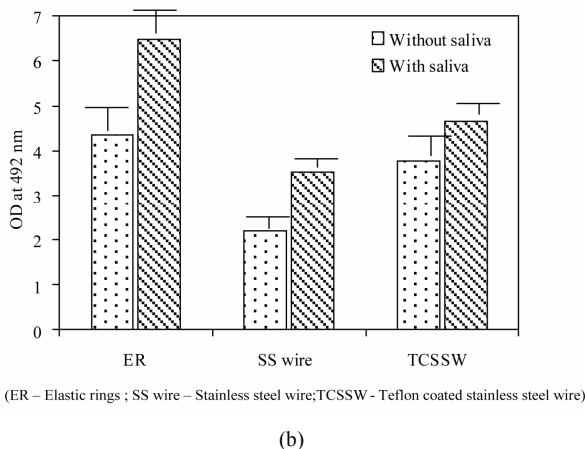 7
6
5
4
3
2
1
0
OD at 492 nm
Without saliva
With saliva
ER SS wire TCSSW
(ER – Elastic rings ; SS wire – Stainless steel wire;TCSSW - Teflon coated stainless steel wire)
(b)